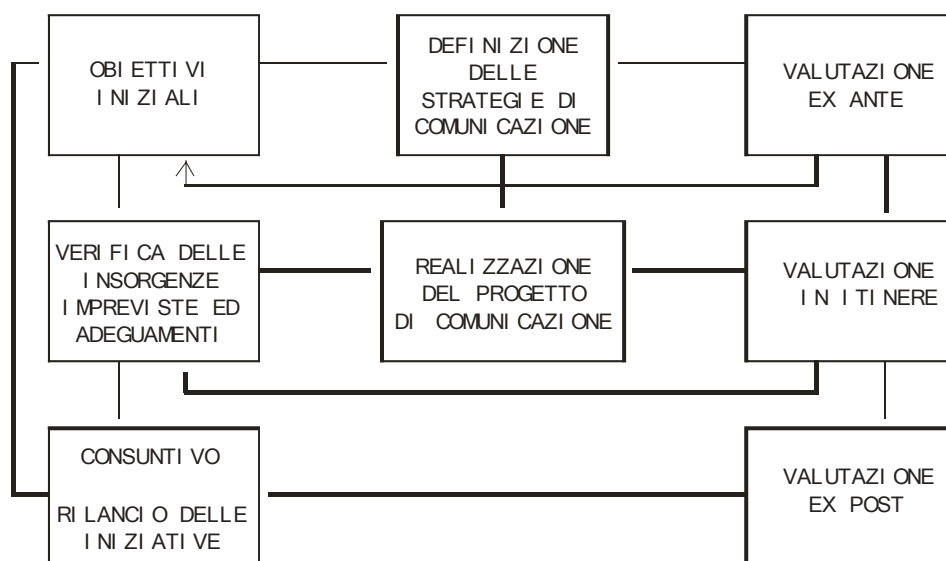 OBIETTIVI
INIZIALI
DEFINIZIONE
DELLE
STRATEGIE DI
COMUNICAZIONE
VALUTAZIONE
EX ANTE
VERIFICA DELLE
INSORGENZE
IMPREVISTE ED
ADEGUAMENTI
REALIZZAZIONE
DEL PROGETTO
DI COMUNICAZIONE
VALUTAZIONE
IN ITINERE
CONSUNTIVO
RILANCIO DELLE
INIZIATIVE
VALUTAZIONE
EX POST